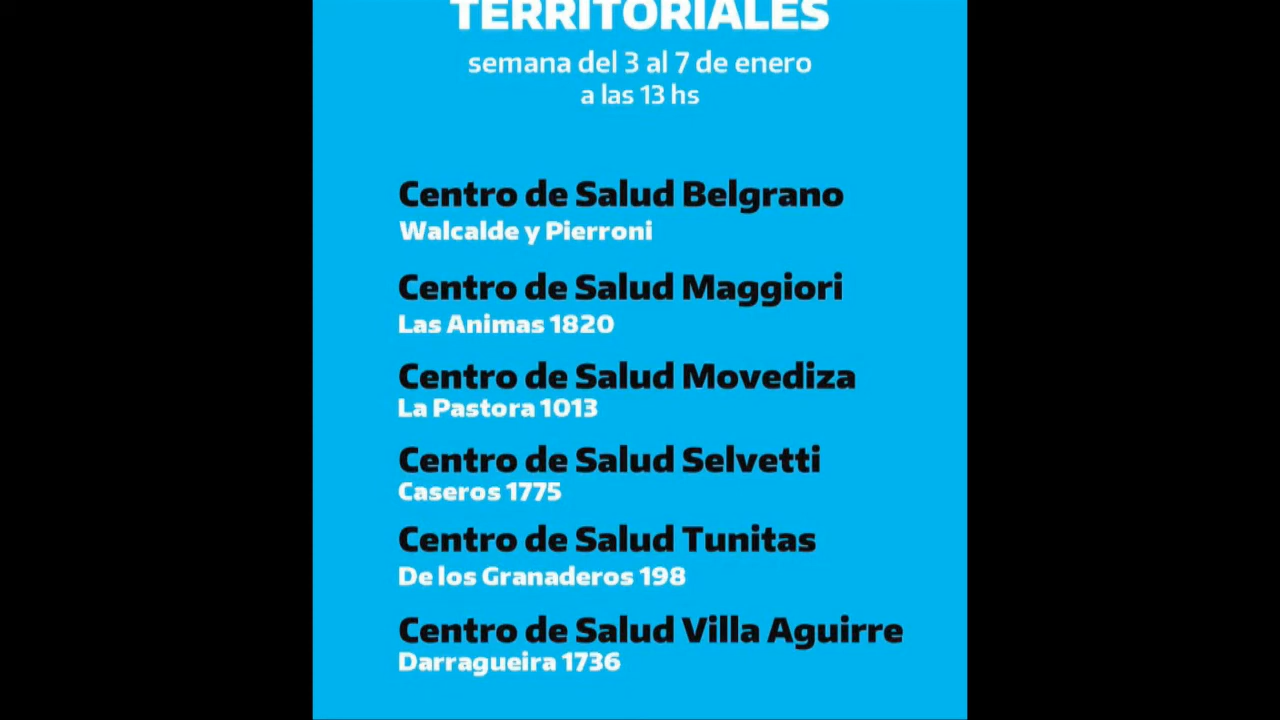 TERRITORIALES
semana del 3 al 7 de enero
a las 13 hs
Centro de Salud Belgrano
Walcalde y Pierroni
Centro de Salud Maggiori
Las Animas 1820
Centro de Salud Movediza
La Pastora 1013
Centro de Salud Selvetti
Caseros 1775
Centro de Salud Tunitas
De los Granaderos 198
Centro de Salud Villa Aguirre
Darragueira 1736